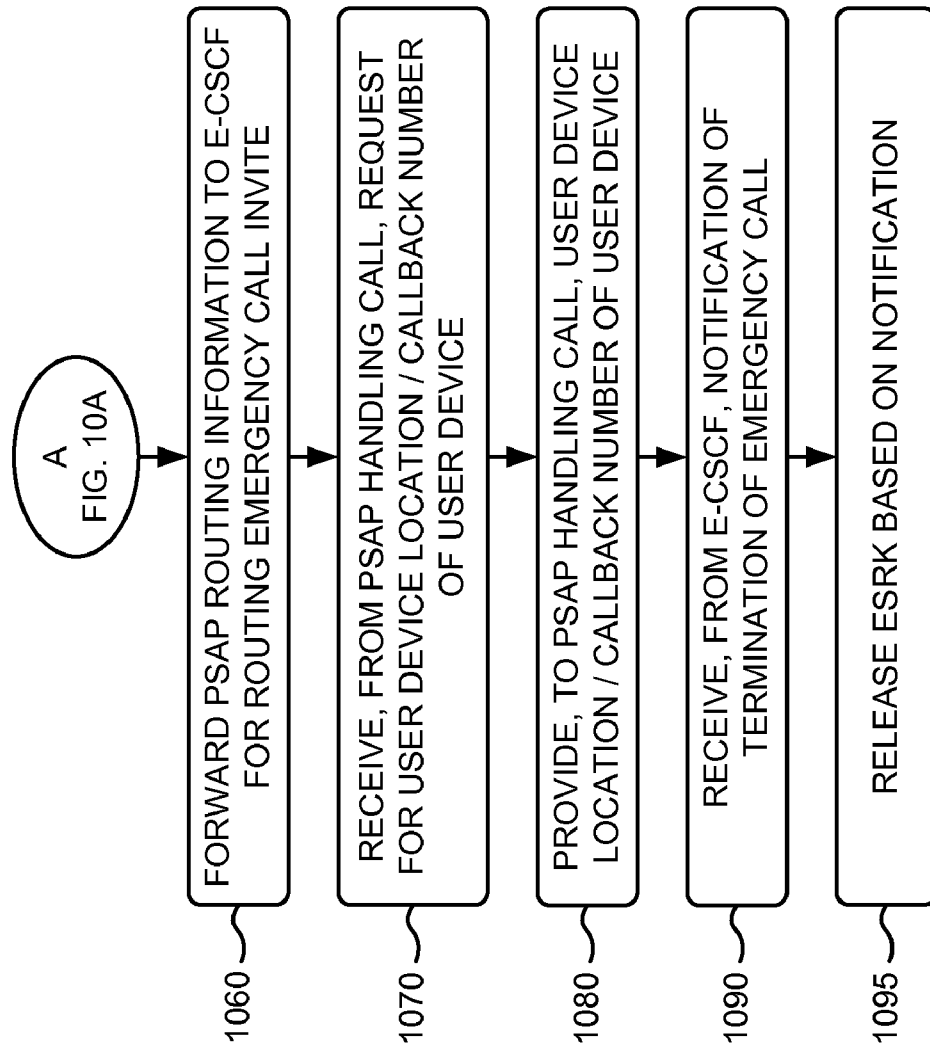 A
FIG. 10A
1060
FORWARD PSAP ROUTING INFORMATION TO E-CSCF
FOR ROUTING EMERGENCY CALL INVITE
1070
RECEIVE, FROM PSAP HANDLING CALL, REQUEST
FOR USER DEVICE LOCATION / CALLBACK NUMBER
OF USER DEVICE
1080
PROVIDE, TO PSAP HANDLING CALL, USER DEVICE
LOCATION / CALLBACK NUMBER OF USER DEVICE
1090
RECEIVE, FROM E-CSCF, NOTIFICATION OF
TERMINATION OF EMERGENCY CALL
1095
RELEASE ESRK BASED ON NOTIFICATION